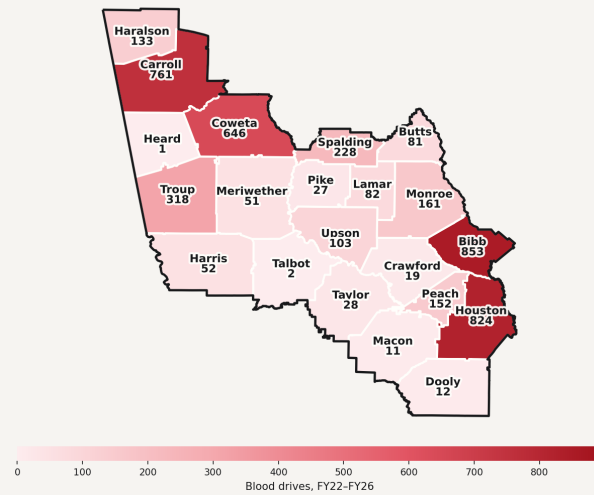 Haralson
133
Carroll
761
Coweta
646
Heard
1
Spalding
228
Butts
81
Troup
318
Meriwether
51
Pike
27
Lamar
82
Monroe
161
Upson
103
Bibb
853
Harris
52
Talbot
2
Crawford
19
Taylor
28
Peach
152
Houston
824
Macon
11
Dooly
12
0 100 200 300 400 500 600 700 800
Blood drives, FY22–FY26